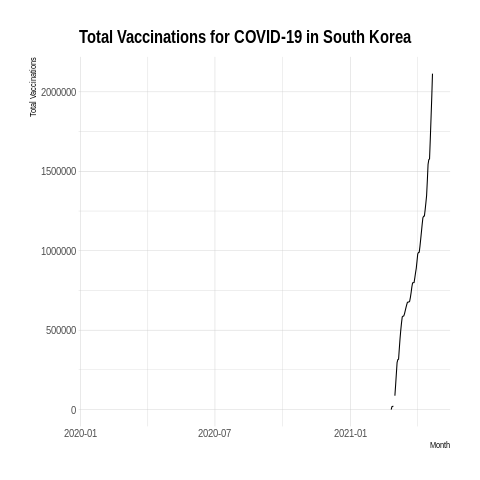 Total Vaccinations for COVID-19 in South Korea
Total Vaccinations
2000000
1500000
1000000
500000
0
2020-01
2020-07
2021-01
Month